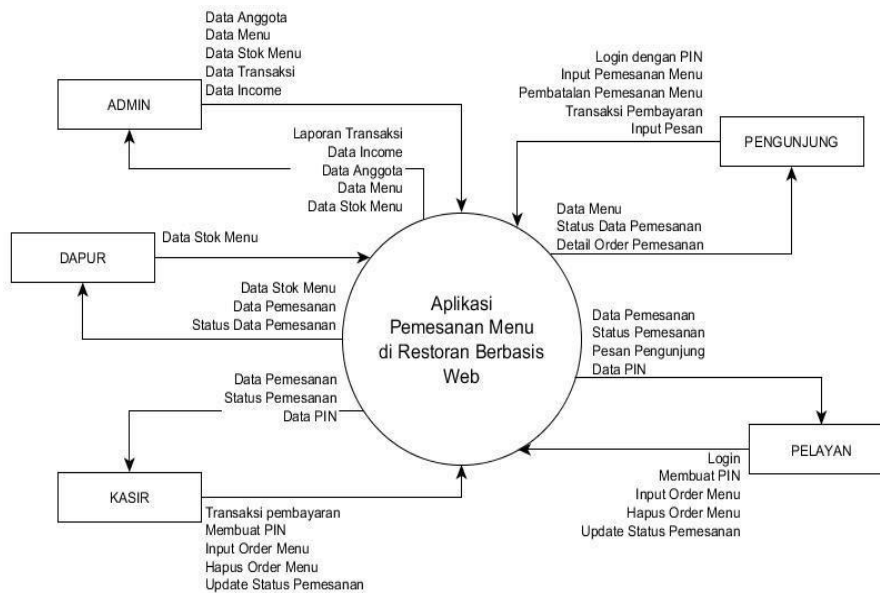 Data Anggota
Data Menu
Data Stok Menu
Data Transaksi
Data Income
ADMIN
Laporan Transaksi
Data Income
Data Anggota
Data Menu
Data Stok Menu
Login dengan PIN
Input Pemesanan Menu
Pembatalan Pemesanan Menu
Transaksi Pembayaran
Input Pesan
PENGUNJUNG
Data Menu
Status Data Pemesanan
Detail Order Pemesanan
DAPUR
Data Stok Menu
Data Stok Menu
Data Pemesanan
Status Data Pemesanan
Aplikasi
Pemesanan Menu
di Restoran Berbasis
Web
Data Pemesanan
Status Pemesanan
Pesan Pengunjung
Data PIN
Data Pemesanan
Status Pemesanan
Data PIN
PELAYAN
Login
Membuat PIN
Input Order Menu
Hapus Order Menu
Update Status Pemesanan
KASIR
Transaksi pembayaran
Membuat PIN
Input Order Menu
Hapus Order Menu
Update Status Pemesanan